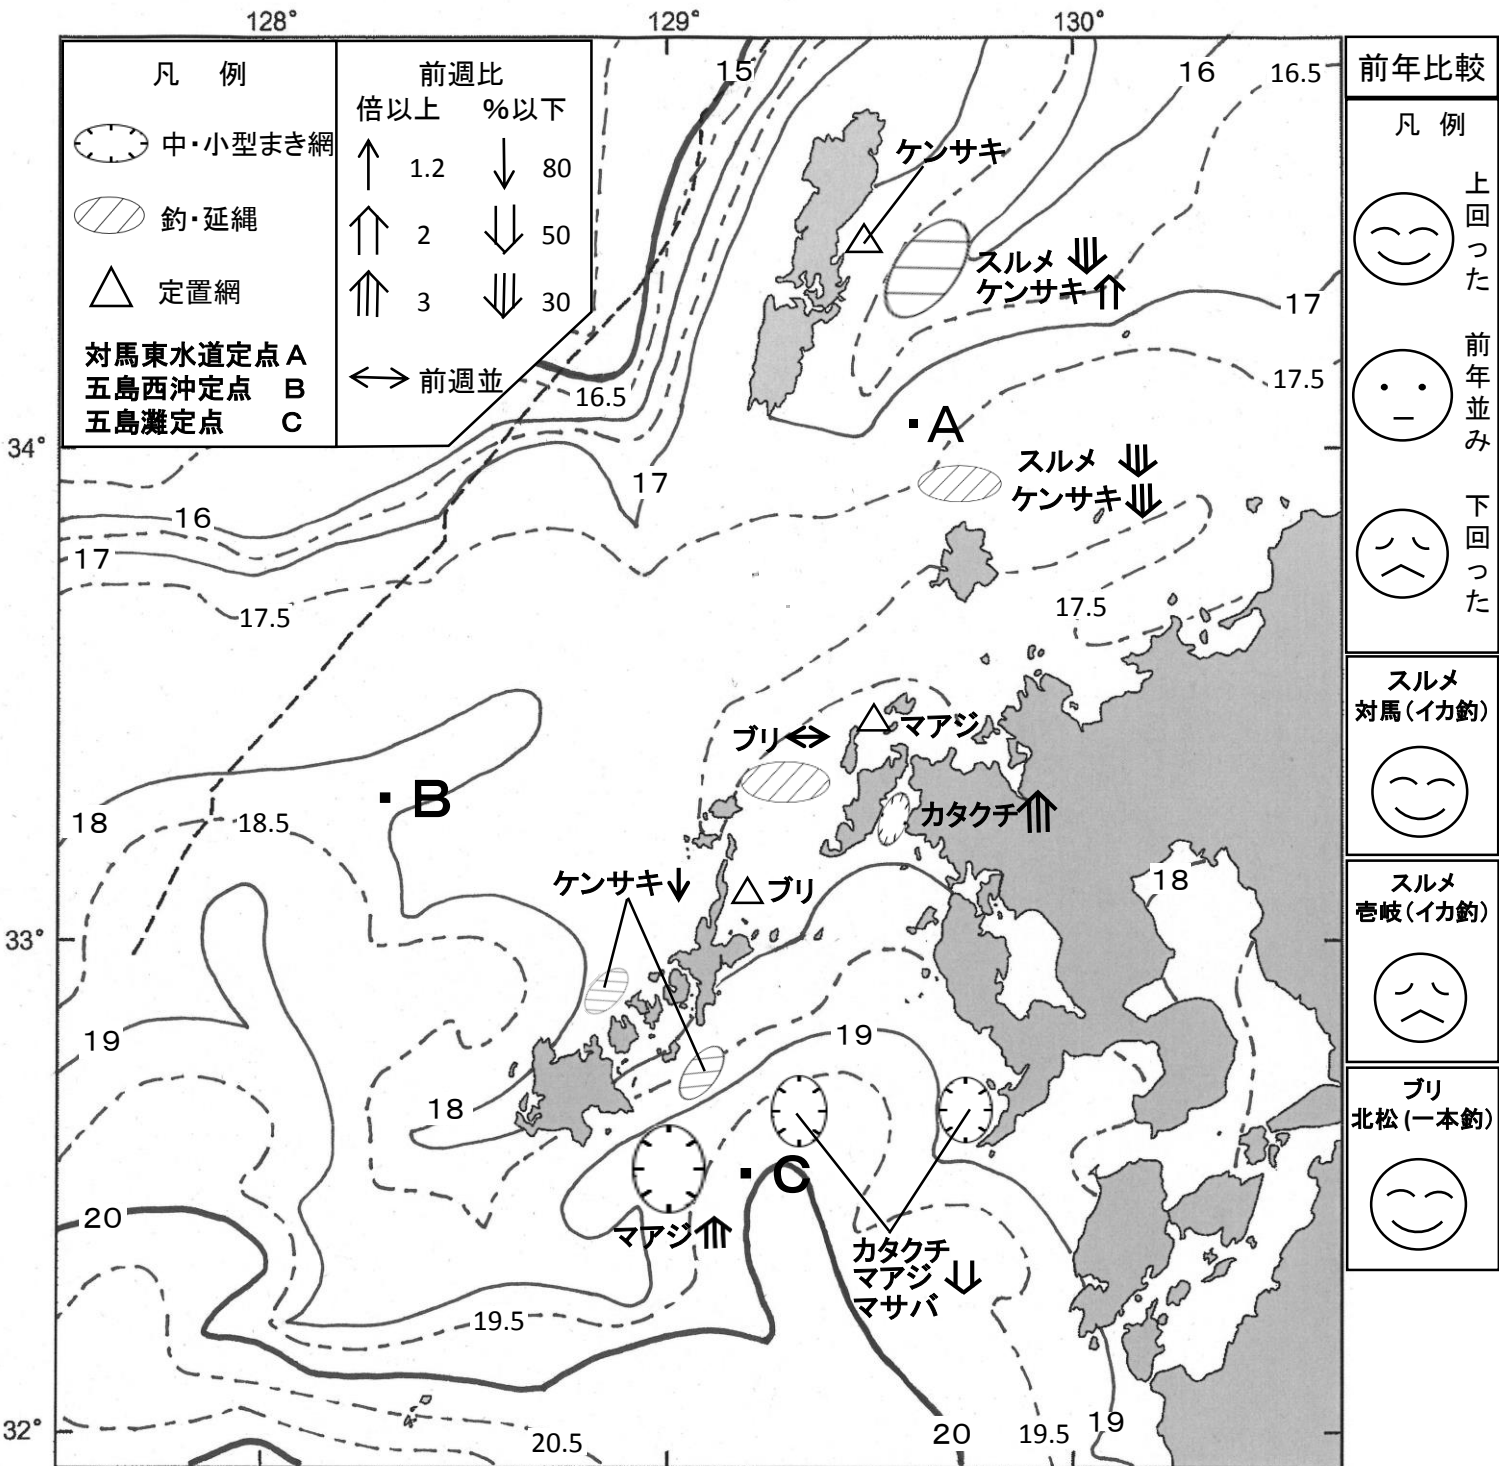 128°
129°
130°
凡 例
中・小型まき網
釣・延縄
定置網
対馬東水道定点 A
五島西沖定点 B
五島灘定点 C
前週比
倍以上 %以下
1.2 80
2 50
3 30
前週並
15
16
16.5
ケンサキ
スルメ
ケンサキ
17
16.5
17.5
A
34°
スルメ
ケンサキ
17
16
17
17.5
17.5
ブリ
マアジ
B
18
18.5
カタクチ
ケンサキ
ブリ
18
33°
19
19
18
C
20
マアジ
カタクチ
マアジ
マサバ
19.5
32°
20.5
20
19.5
19
前年比較
凡 例
上回った
前年並み
下回った
スルメ
対馬(イカ釣)
スルメ
壱岐(イカ釣)
ブリ
北松(一本釣)